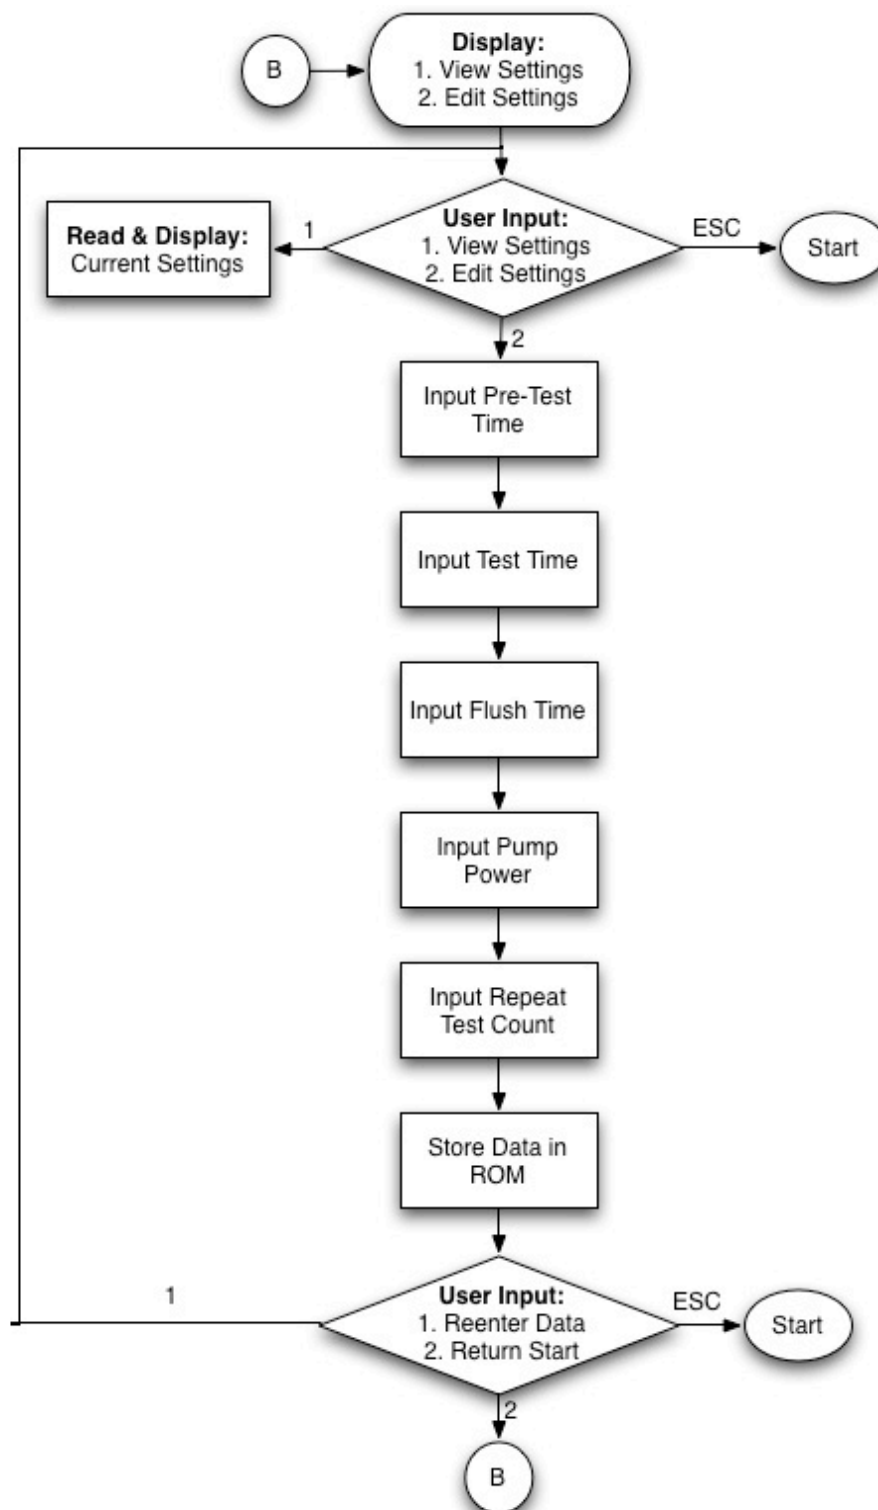 B
Display:
1. View Settings
2. Edit Settings
User Input:
1. View Settings
2. Edit Settings
1
Read & Display:
Current Settings
ESC
Start
2
Input Pre-Test
Time
Input Test Time
Input Flush Time
Input Pump
Power
Input Repeat
Test Count
Store Data in
ROM
User Input:
1. Reenter Data
2. Return Start
1
ESC
Start
2
B